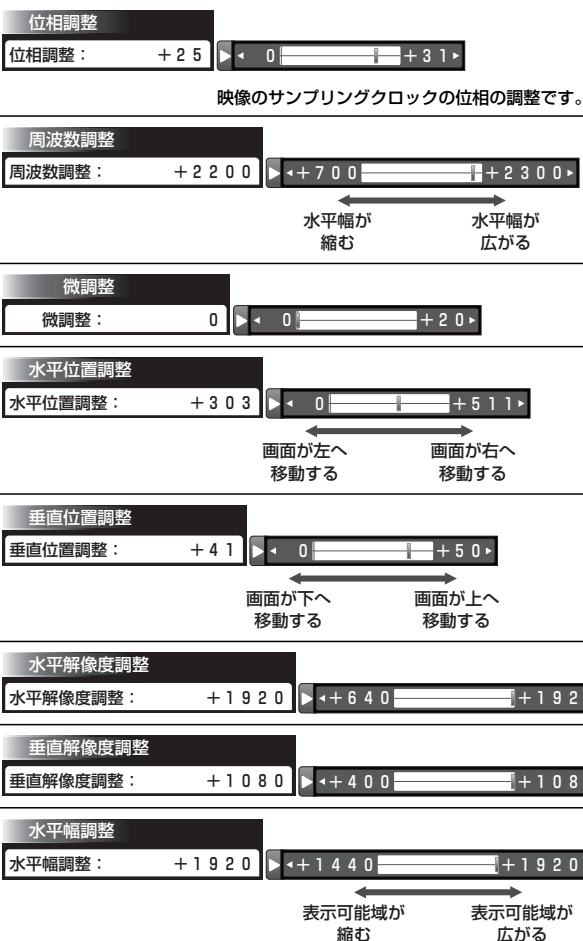 位相調整
位相調整： ＋25 0 ＋31
映像のサンプリングクロックの位相の調整です。
周波数調整
周波数調整： ＋2200 ＋700 ＋2300
水平幅が 水平幅が
縮む 広がる
微調整
微調整： 0 0 ＋20
水平位置調整
水平位置調整： ＋303 0 ＋511
画面が左へ 画面が右へ
移動する 移動する
垂直位置調整
垂直位置調整： ＋41 0 ＋50
画面が下へ 画面が上へ
移動する 移動する
水平解像度調整
水平解像度調整： ＋1920 ＋640 ＋192
垂直解像度調整
垂直解像度調整： ＋1080 ＋400 ＋108
水平幅調整
水平幅調整： ＋1920 ＋1440 ＋1920
表示可能域が 表示可能域が
縮む 広がる